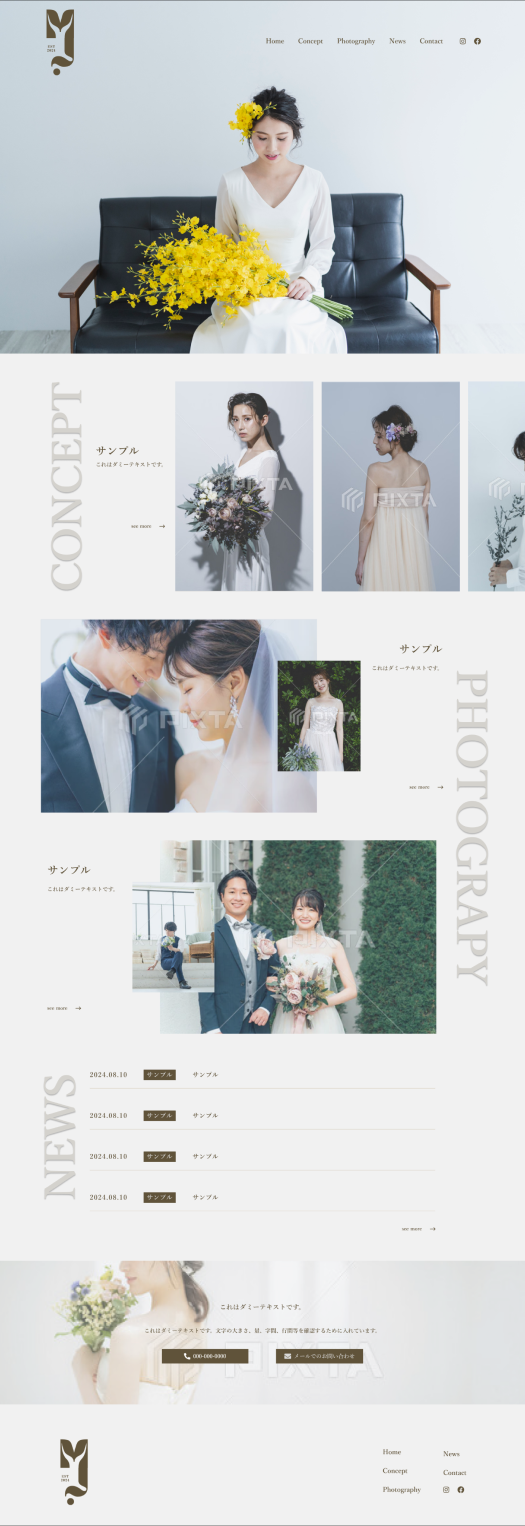 EST
2021
Home Concept Photography News Contact
CONCEPT
サンプル
これはダミーテキストです。
see more →
PIXTA
PIXTA
サンプル
これはダミーテキストです。
see more →
PIXTA
PIXTA
PHOTOGRAPY
サンプル
これはダミーテキストです。
see more →
PIXTA
NEWS
2024.08.10 サンプル サンプル
2024.08.10 サンプル サンプル
2024.08.10 サンプル サンプル
2024.08.10 サンプル サンプル
see more →
これはダミーテキストです。
これはダミーテキストです。文字の大きさ、量、字間、行間等を確認するために入れています。
000-000-0000 メールでのお問い合わせ
PIXTA
Home News
Concept Contact
Photography